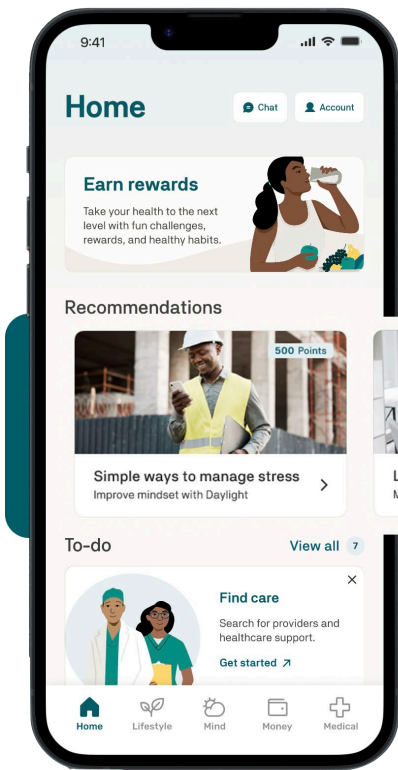 9:41
Home
Chat
Account
Earn rewards
Take your health to the next
level with fun challenges,
rewards, and healthy habits.
Recommendations
500 Points
Simple ways to manage stress
Improve mindset with Daylight
To-do
View all 7
Find care
Search for providers and
healthcare support.
Get started
Home
Lifestyle
Mind
Money
Medical